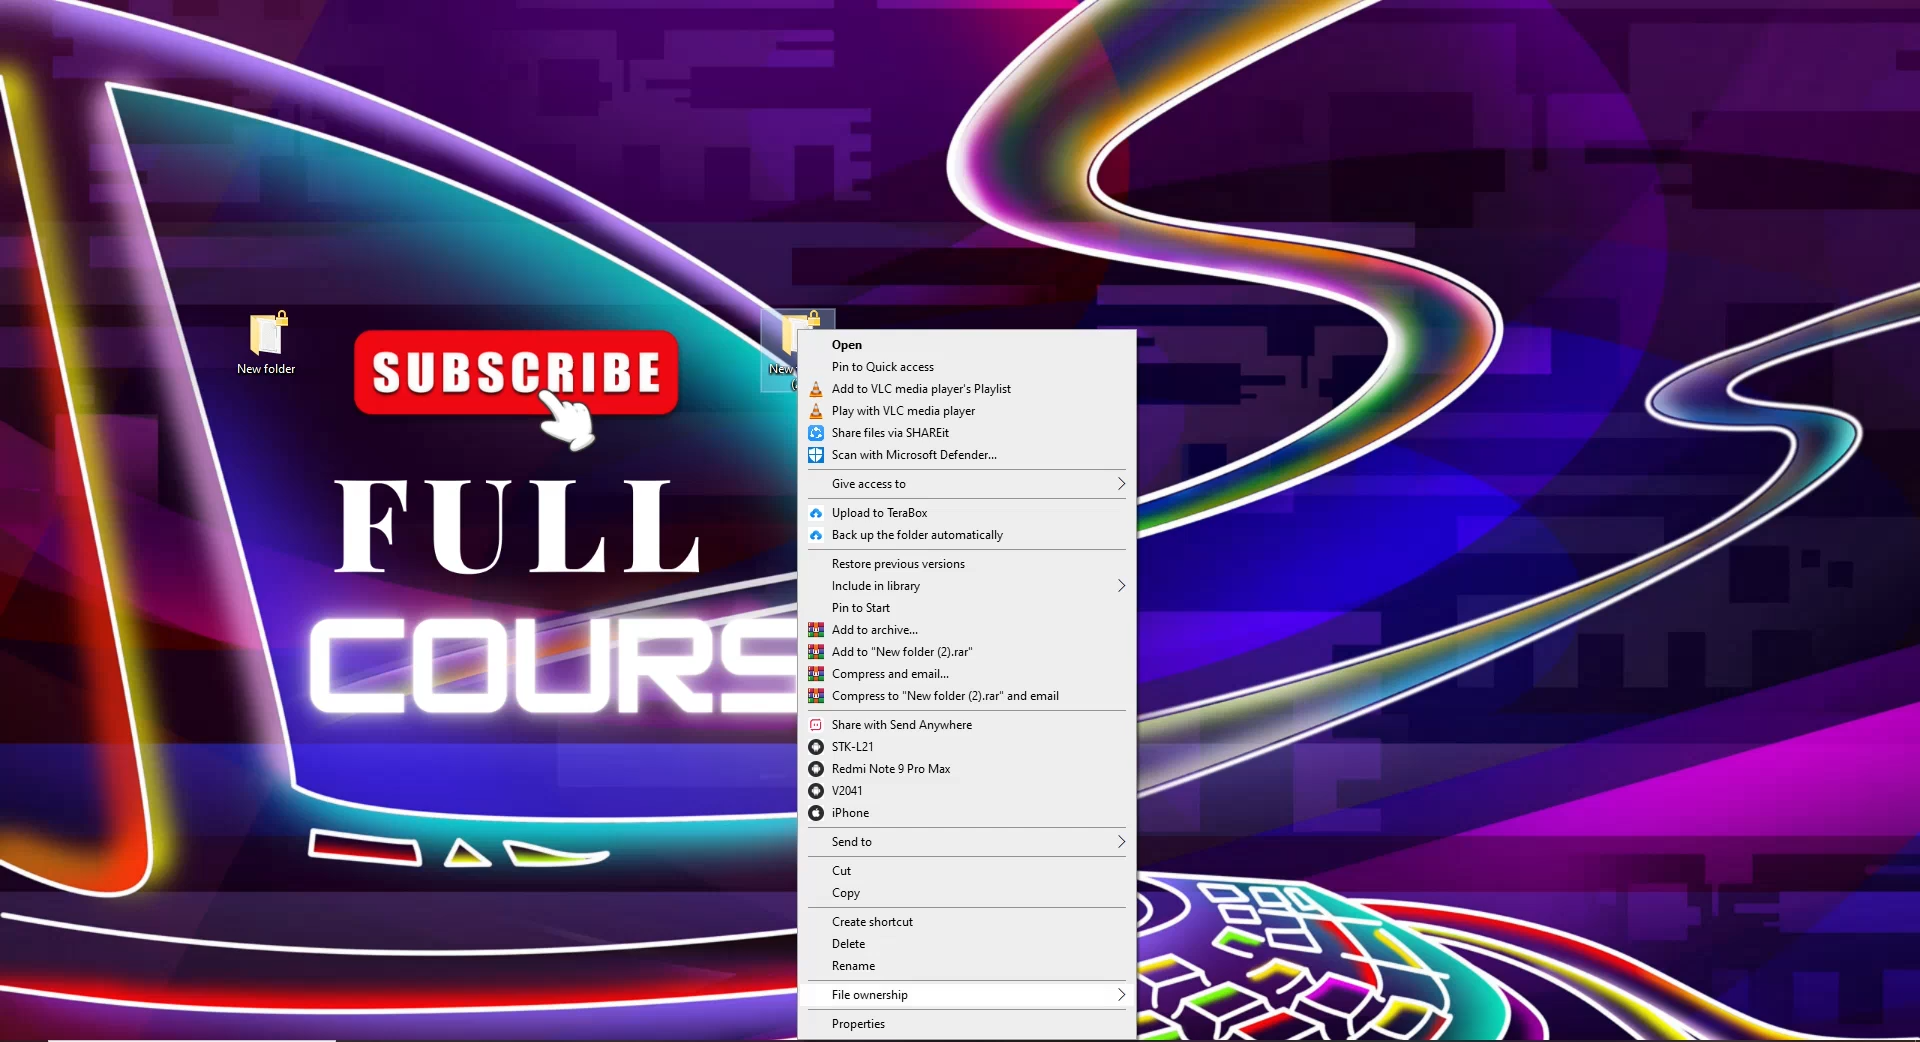 New folder
SUBSCRIBE
FULL
COURS
New
Open
Pin to Quick access
Add to VLC media player's Playlist
Play with VLC media player
Share files via SHAREit
Scan with Microsoft Defender...
Give access to
Upload to TeraBox
Back up the folder automatically
Restore previous versions
Include in library
Pin to Start
Add to archive...
Add to "New folder (2).rar"
Compress and email...
Compress to "New folder (2).rar" and email
Share with Send Anywhere
STK-L21
Redmi Note 9 Pro Max
V2041
iPhone
Send to
Cut
Copy
Create shortcut
Delete
Rename
File ownership
Properties